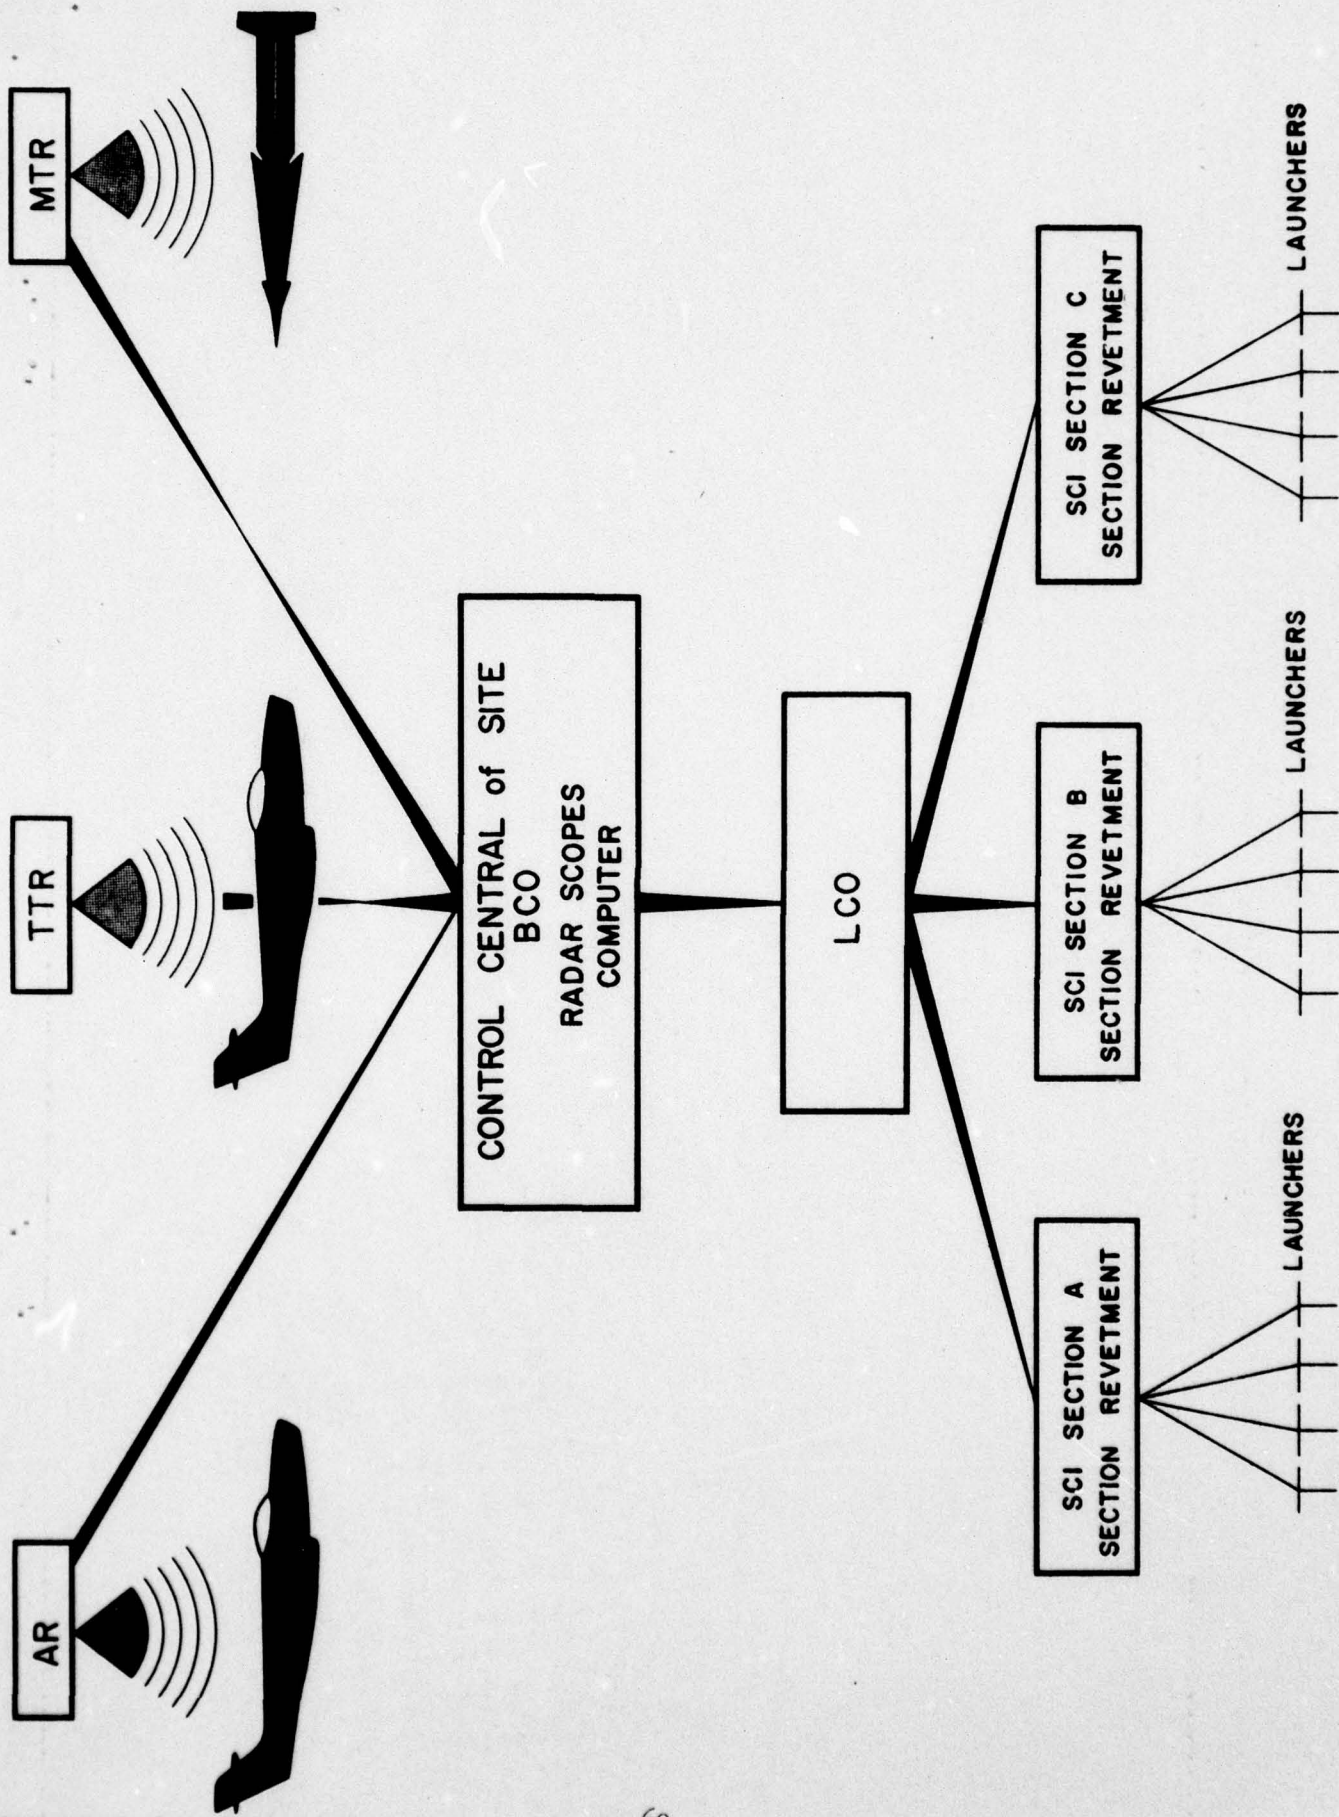 AR
TTR
MTR
CONTROL CENTRAL of SITE
BCO
RADAR SCOPES
COMPUTER
LCO
SCI SECTION A
SECTION REVETMENT
SCI SECTION B
SECTION REVETMENT
SCI SECTION C
SECTION REVETMENT
LAUNCHERS
LAUNCHERS
LAUNCHERS